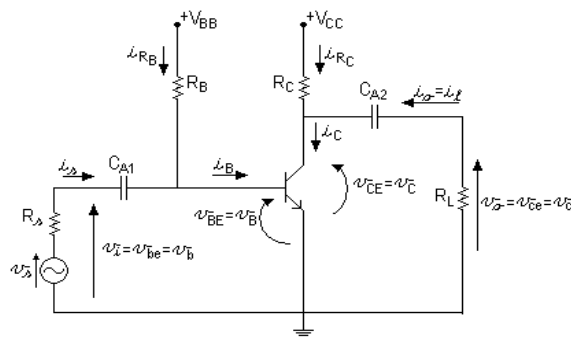 +VBB
+VCC
iRB
iRC
RB
RC
CA2
io=il
iC
is
CA1
iB
vCE=vC
RL
vo=vce=vc
Rs
vBE=vB
vi=vbe=vb
vs